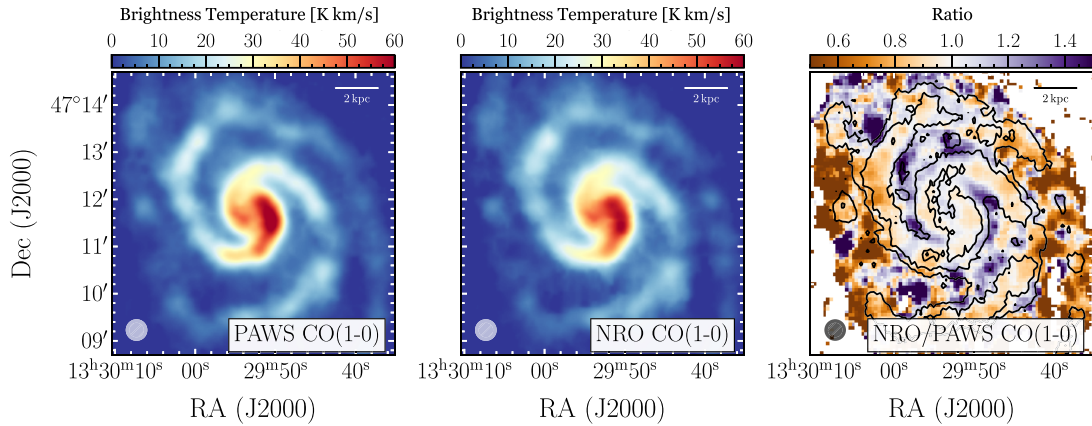 Brightness Temperature [K km/s]
0 10 20 30 40 50 60
47°14′
13′
12′
11′
10′
09′
Dec (J2000)
2 kpc
PAWS CO(1-0)
13ʰ30ᵐ10ˢ 00ˢ 29ᵐ50ˢ 40ˢ
RA (J2000)
Brightness Temperature [K km/s]
0 10 20 30 40 50 60
2 kpc
NRO CO(1-0)
13ʰ30ᵐ10ˢ 00ˢ 29ᵐ50ˢ 40ˢ
RA (J2000)
Ratio
0.6 0.8 1.0 1.2 1.4
2 kpc
NRO/PAWS CO(1-0)
13ʰ30ᵐ10ˢ 00ˢ 29ᵐ50ˢ 40ˢ
RA (J2000)